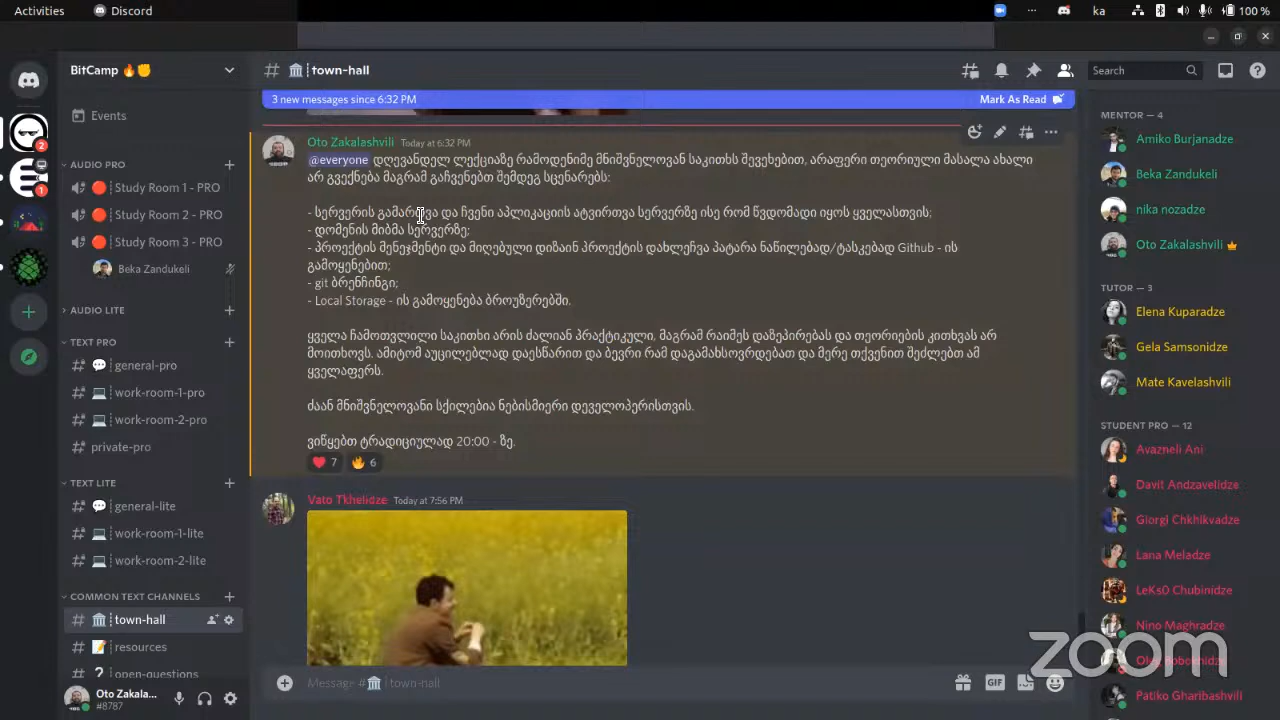 Activities
Discord
ka
100 %
BitCamp
town-hall
Search
3 new messages since 6:32 PM
Mark As Read
Events
AUDIO PRO
Study Room 1 - PRO
Study Room 2 - PRO
Study Room 3 - PRO
Beka Zandukeli
AUDIO LITE
TEXT PRO
general-pro
work-room-1-pro
work-room-2-pro
private-pro
TEXT LITE
general-lite
work-room-1-lite
work-room-2-lite
COMMON TEXT CHANNELS
town-hall
resources
open-questions
Oto Zakala...
#8787
Oto Zakalashvili Today at 6:32 PM
@everyone დღევანდელ ლექციაზე რამოდენიმე მნიშვნელოვან საკითხს შევეხებით, არაფერი თეორიული მასალა ახალი
არ გვექნება მაგრამ გაჩვენებთ შემდეგ სცენარებს:
- სერვერის გამართვა და ჩვენი აპლიკაციის ატვირთვა სერვერზე ისე რომ წვდომადი იყოს ყველასთვის;
- დომენის მიბმა სერვერზე;
- პროექტის მენეჯმენტი და მიღებული დიზაინ პროექტის დახლეჩვა პატარა ნაწილებად/ტასკებად Github - ის
გამოყენებით;
- git ბრენჩინგი;
- Local Storage - ის გამოყენება ბროუზერებში.
ყველა ჩამოთვლილი საკითხი არის ძალიან პრაქტიკული, მაგრამ რაიმეს დაზეპირებას და თეორიების კითხვას არ
მოითხოვს. ამიტომ აუცილებლად დაესწარით და ბევრი რამ დაგამახსოვრდებათ და მერე თქვენით შეძლებთ ამ
ყველაფერს.
ძაან მნიშვნელოვანი სქილებია ნებისმიერი დეველოპერისთვის.
ვიწყებთ ტრადიციულად 20:00 - ზე.
7
6
Vato Tkhelidze Today at 7:56 PM
Message # town-hall
GIF
MENTOR — 4
Amiko Burjanadze
Beka Zandukeli
nika nozadze
Oto Zakalashvili
TUTOR — 3
Elena Kuparadze
Gela Samsonidze
Mate Kavelashvili
STUDENT PRO — 12
Avazneli Ani
Davit Andzavelidze
Giorgi Chkhikvadze
Lana Meladze
LeKs0 Chubinidze
Nino Maghradze
Patiko Gharibashvili
zoom